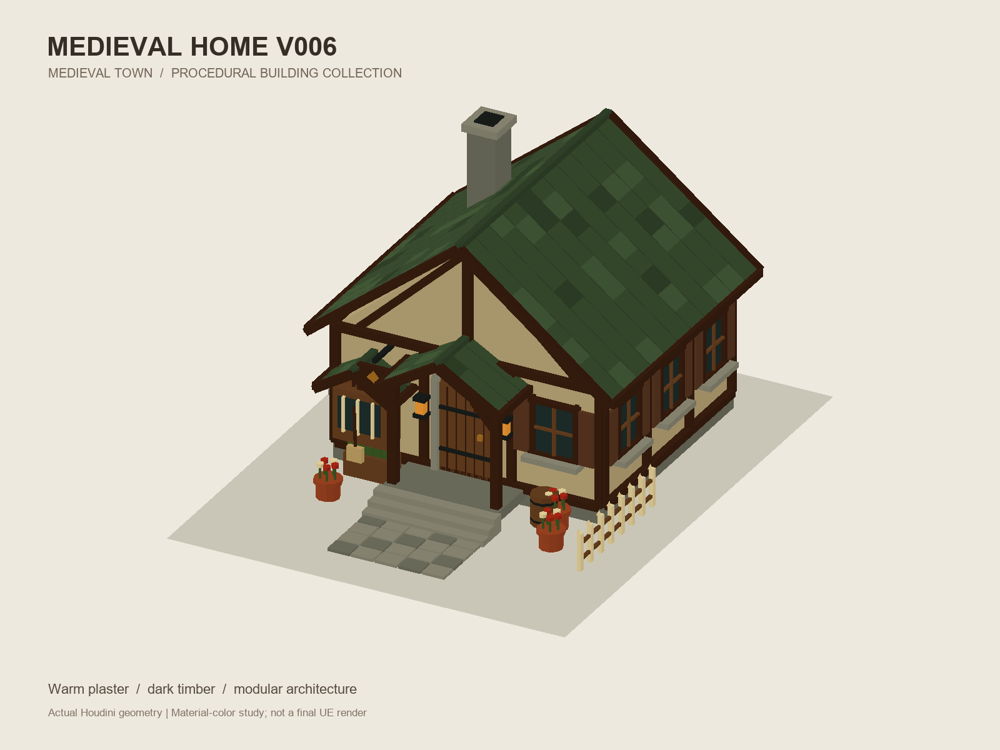 MEDIEVAL HOME V006
MEDIEVAL TOWN / PROCEDURAL BUILDING COLLECTION
Warm plaster / dark timber / modular architecture
Actual Houdini geometry | Material-color study; not a final UE render